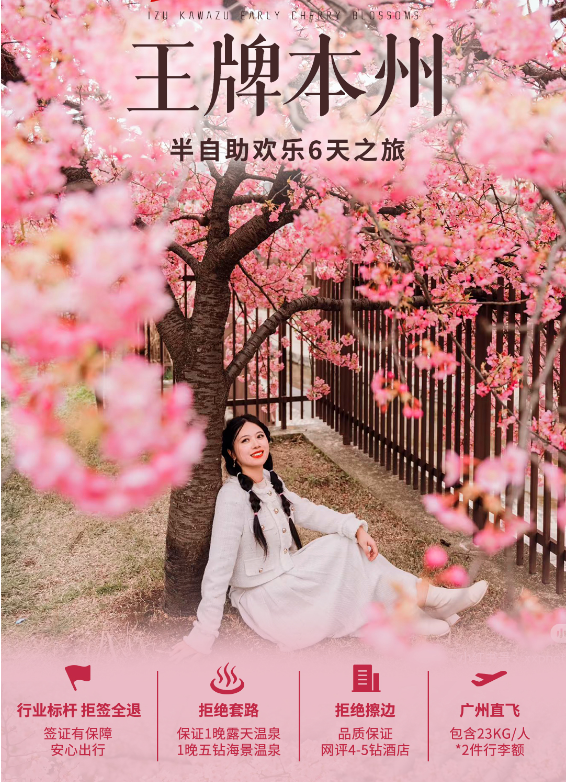 IZU KAWAZU EARLY CHERRY BLOSSOMS
王牌本州
半自助欢乐6天之旅
行业标杆 拒签全退
签证有保障
安心出行
拒绝套路
保证1晚露天温泉
1晚五钻海景温泉
拒绝擦边
品质保证
网评4-5钻酒店
广州直飞
包含23KG/人
*2件行李额